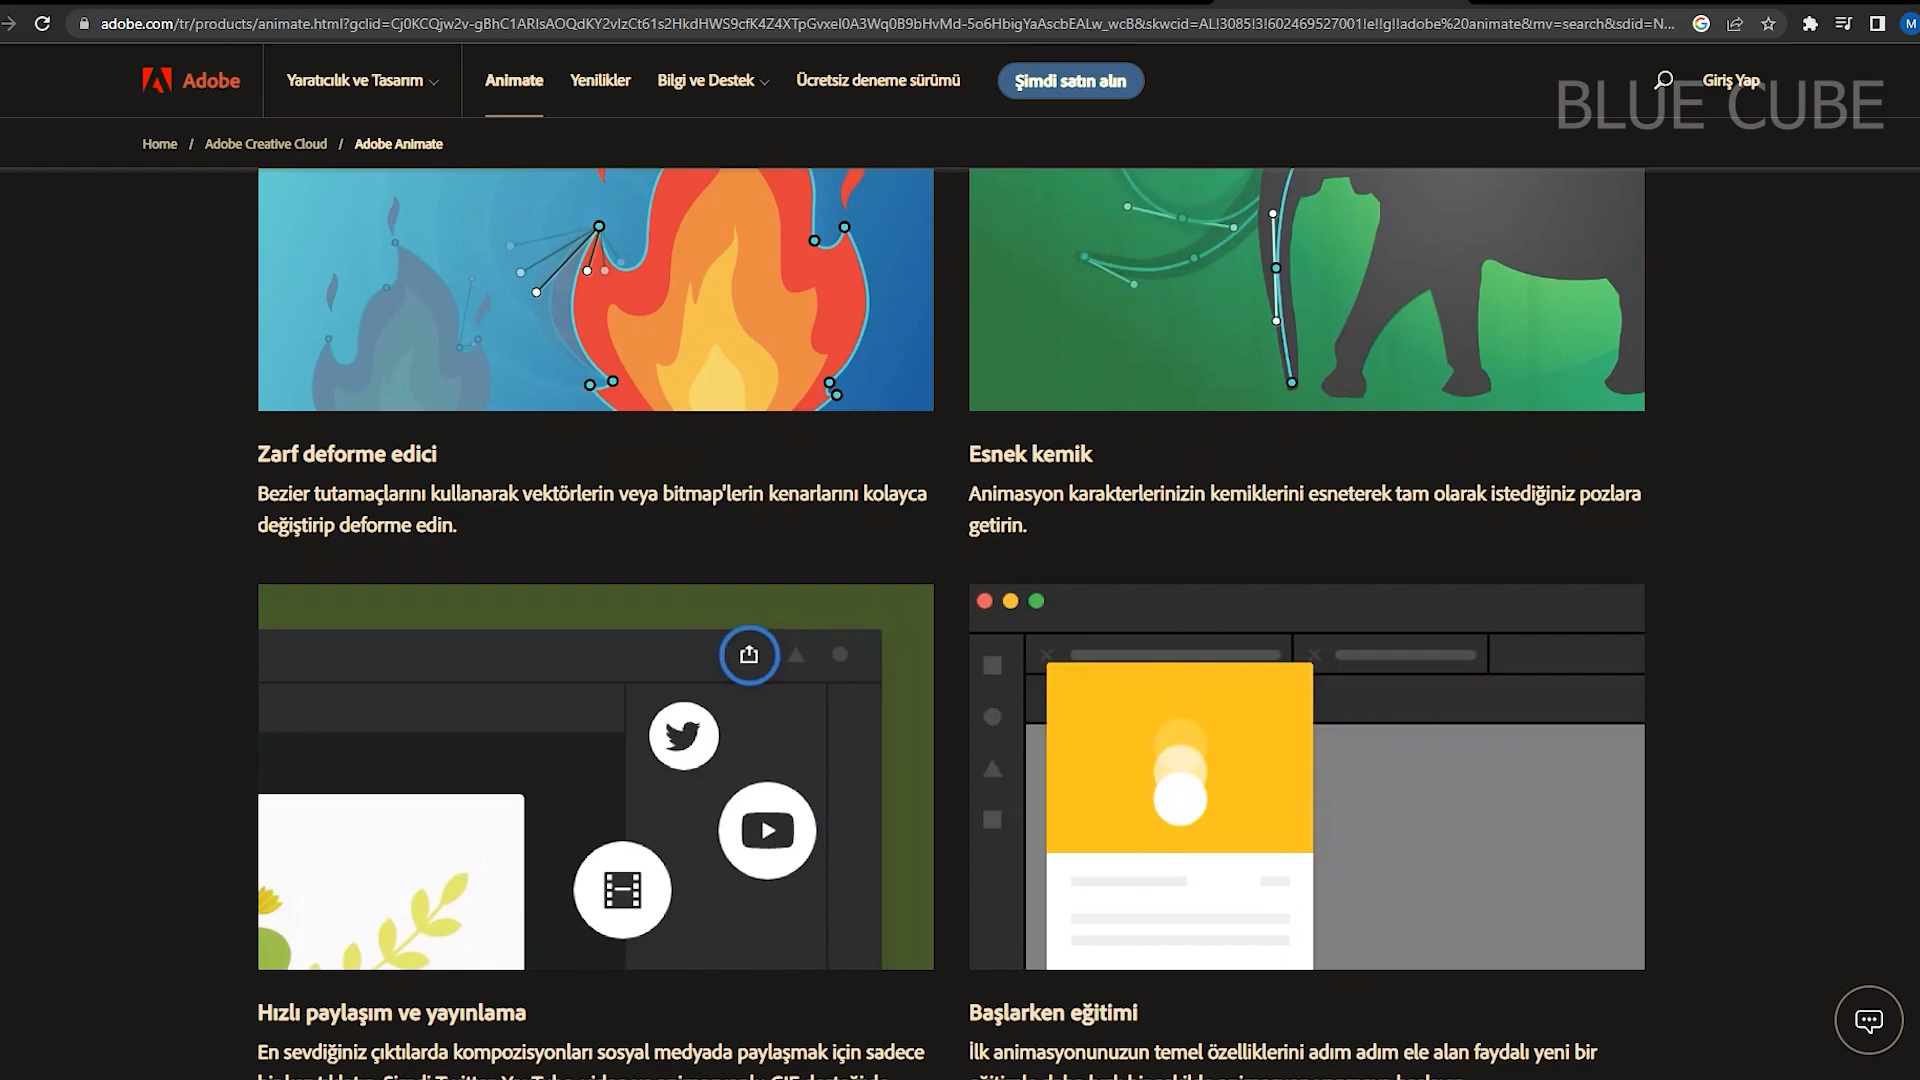 adobe.com/tr/products/animate.html?gclid=Cj0KCQjw2v-gBhC1ARIsAOQdKY2vIzCt61s2HkdHWS9cfK4Z4XTpGvxeI0A3Wq0B9bHvMd-5o6HbigYaAscbEALw_wcB&skwcid=AL!3085!3!602469527001!e!!g!!adobe%20animate&mv=search&sdid=N...
M
Adobe
Yaratıcılık ve Tasarım
Animate
Yenilikler
Bilgi ve Destek
Ücretsiz deneme sürümü
Şimdi satın alın
Giriş Yap
BLUE CUBE
Home / Adobe Creative Cloud / Adobe Animate
Zarf deforme edici
Bezier tutamaçlarını kullanarak vektörlerin veya bitmap'lerin kenarlarını kolayca
değiştirip deforme edin.
Esnek kemik
Animasyon karakterlerinizin kemiklerini esneterek tam olarak istediğiniz pozlara
getirin.
Hızlı paylaşım ve yayınlama
En sevdiğiniz çıktılarda kompozisyonları sosyal medyada paylaşmak için sadece
Başlarken eğitimi
İlk animasyonunuzun temel özelliklerini adım adım ele alan faydalı yeni bir